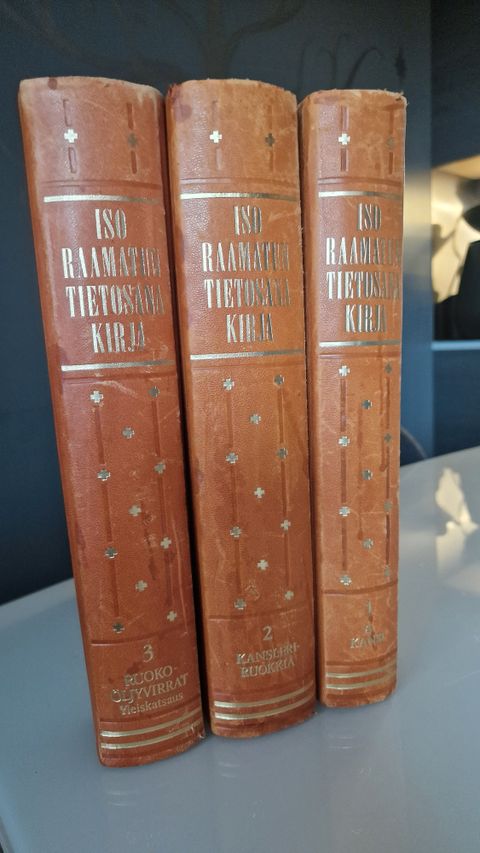 ISO
RAAMATUN
TIETOSANA
KIRJA
3
RUOKO-
ÖLJYVIRRAT
Yleiskatsaus
ISO
RAAMATUN
TIETOSANA
KIRJA
2
KANSLERI-
RUOKKIA
ISO
RAAMATUN
TIETOSANA
KIRJA
1